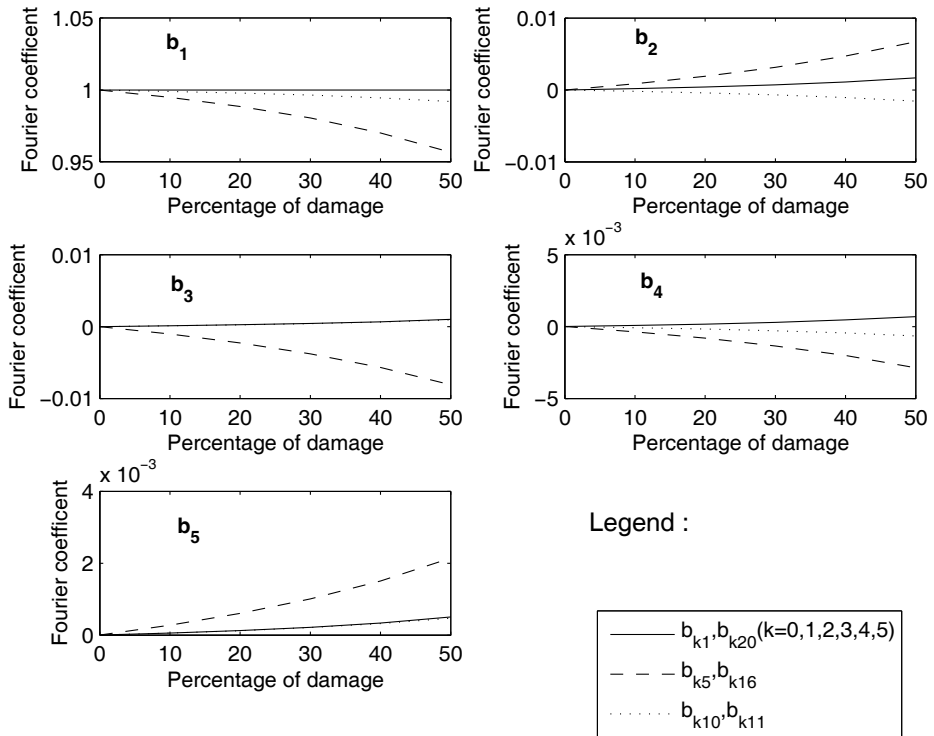 1.05
1
0.95
b1
Fourier coefficent
0 10 20 30 40 50
Percentage of damage
0.01
0
−0.01
b2
Fourier coefficent
0 10 20 30 40 50
Percentage of damage
0.01
0
−0.01
b3
Fourier coefficent
0 10 20 30 40 50
Percentage of damage
x 10−3
5
0
−5
b4
Fourier coefficent
0 10 20 30 40 50
Percentage of damage
x 10−3
4
2
0
b5
Fourier coefficent
0 10 20 30 40 50
Percentage of damage
Legend :
bk1,bk20(k=0,1,2,3,4,5)
bk5,bk16
bk10,bk11